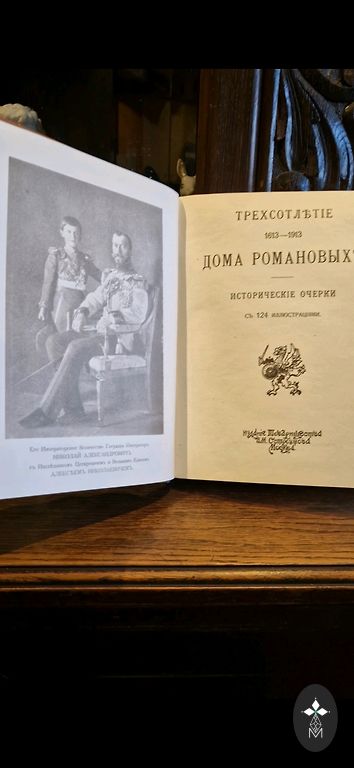 Его Императорское Величество Государь Императоръ
НИКОЛАЙ АЛЕКСАНДРОВИЧЪ
съ Наслѣдникомъ Цесаревичемъ и Великимъ Княземъ
АЛЕКСѢЕМЪ НИКОЛАЕВИЧЕМЪ.
ТРЕХСОТЛѢТІЕ
1613—1913
ДОМА РОМАНОВЫХЪ
ИСТОРИЧЕСКІЕ ОЧЕРКИ
СЪ 124 ИЛЛЮСТРАЦІЯМИ.
Москва.
M